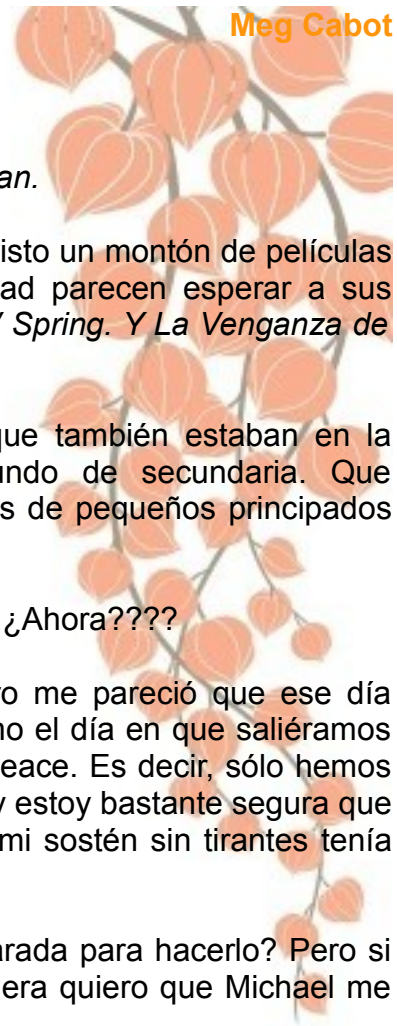 Meg Cabot
an.
isto un montón de películas
ad parecen esperar a sus
Spring. Y La Venganza de
que también estaban en la
undo de secundaria. Que
s de pequeños principados
¿Ahora????
o me pareció que ese día
no el día en que saliéramos
eace. Es decir, sólo hemos
y estoy bastante segura que
mi sostén sin tirantes tenía
arada para hacerlo? Pero si
era quiero que Michael me